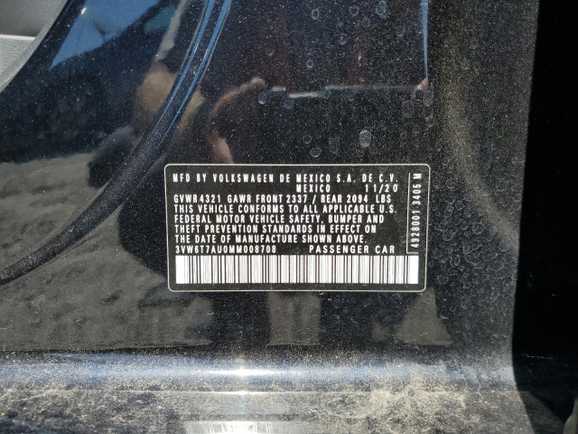 MFD BY VOLKSWAGEN DE MEXICO S.A. DE C.V.
MEXICO 11/20
GVWR 4321 GAWR FRONT 2337 / REAR 2094 LBS
THIS VEHICLE CONFORMS TO ALL APPLICABLE U.S.
FEDERAL MOTOR VEHICLE SAFETY, BUMPER AND
THEFT PREVENTION STANDARDS IN EFFECT ON
THE DATE OF MANUFACTURE SHOWN ABOVE.
3VW6T7AU0MM008708 PASSENGER CAR
4928001 3405 M